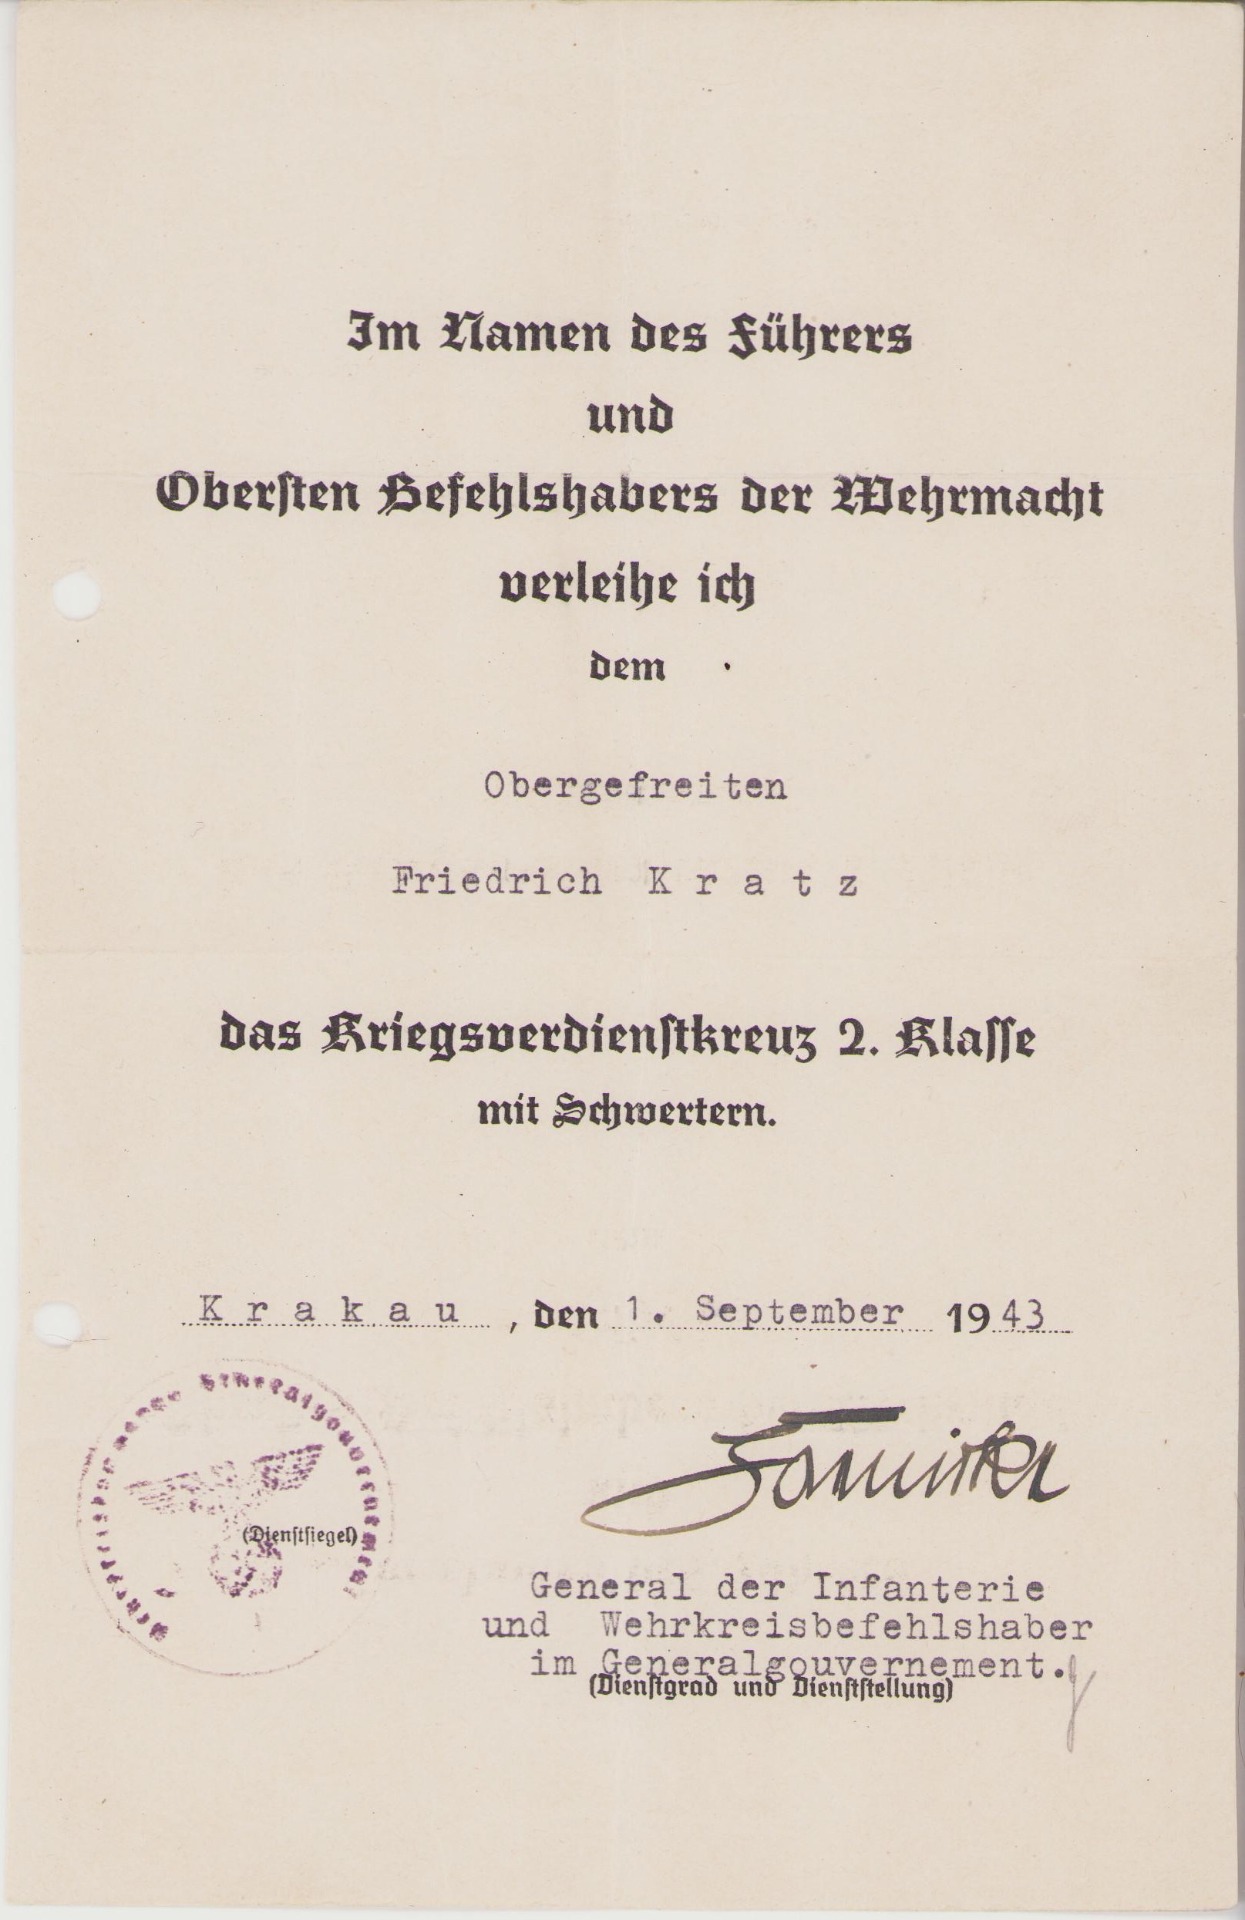 Im Namen des Führers
und
Oberſten Befehlshabers der Wehrmacht
verleihe ich
dem
Obergefreiten
Friedrich K r a t z
das Kriegsverdienſtkreuz 2. Klaſſe
mit Schwertern.
K r a k a u , den 1. September 1943
(Dienſtſiegel)
General der Infanterie
und Wehrkreisbefehlshaber
im Generalgouvernement.
(Dienſtgrad und Dienſtſtellung)